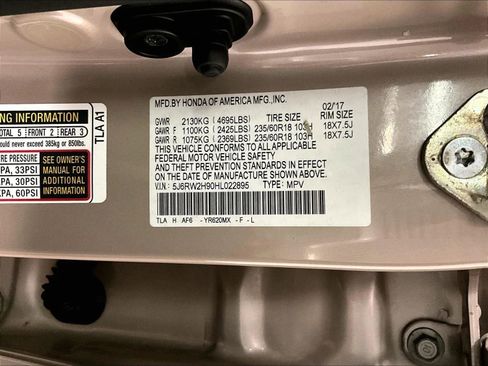 MFD.BY HONDA OF AMERICA MFG.,INC. 02/17
GVWR 2130KG (4695LBS) TIRE SIZE RIM SIZE
GAWR F 1100KG (2425LBS) 235/60R18 103H 18X7.5J
GAWR R 1075KG (2369LBS) 235/60R18 103H 18X7.5J
THIS VEHICLE CONFORMS TO ALL APPLICABLE
FEDERAL MOTOR VEHICLE SAFETY
AND THEFT PREVENTION STANDARDS IN EFFECT
ON THE DATE OF MANUFACTURE SHOWN ABOVE.
V.I.N.: 5J6RW2H90HL022895 TYPE: MPV
TLA H AF6 - YR620MX - F - L
NG INFORMATION
OTAL 5 FRONT 2 REAR 3
ould never exceed 385kg or 850lbs.
E PRESSURE SEE OWNER'S
PA, 33PSI MANUAL FOR
PA, 30PSI ADDITIONAL
PA, 60PSI INFORMATION
TLA A1